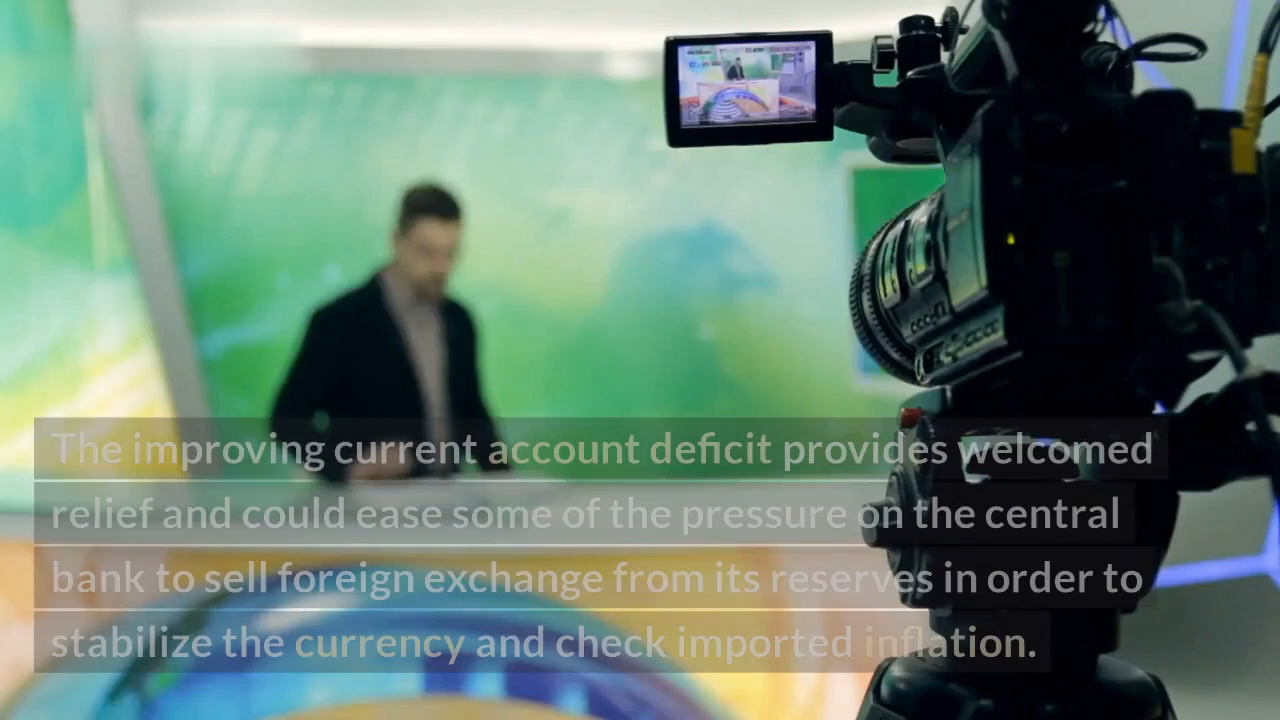 The improving current account deficit provides welcomed
relief and could ease some of the pressure on the central
bank to sell foreign exchange from its reserves in order to
stabilize the currency and check imported inflation.